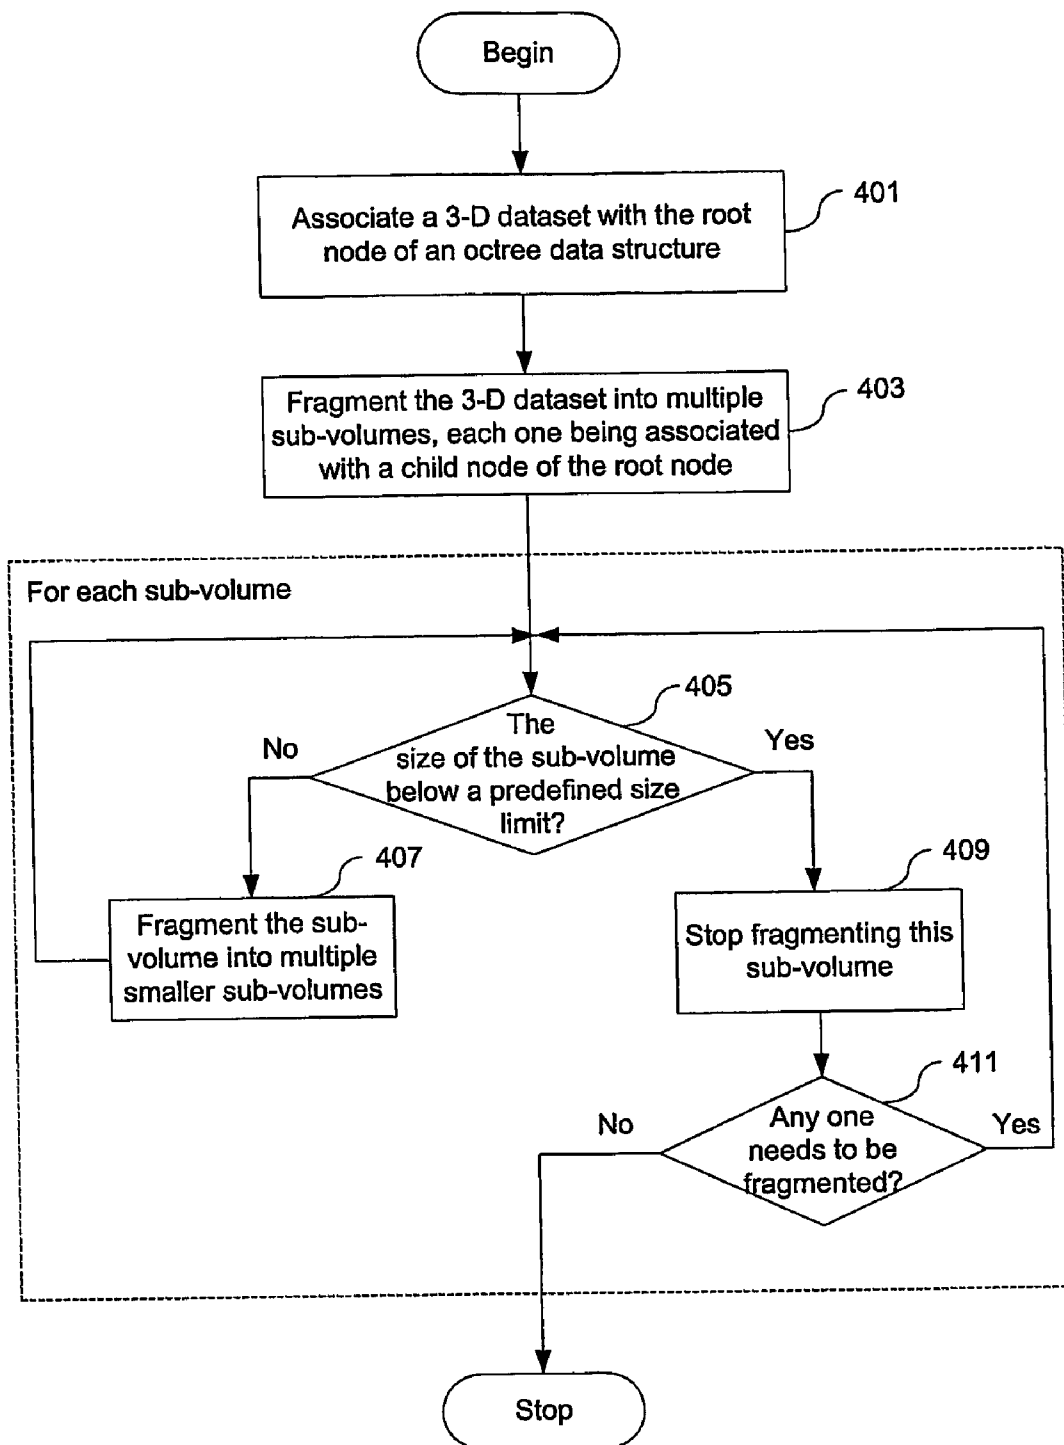 Begin
Associate a 3-D dataset with the root
node of an octree data structure
401
Fragment the 3-D dataset into multiple
sub-volumes, each one being associated
with a child node of the root node
403
For each sub-volume
405
The
size of the sub-volume
below a predefined size
limit?
No
Yes
407
Fragment the sub-
volume into multiple
smaller sub-volumes
409
Stop fragmenting this
sub-volume
411
Any one
needs to be
fragmented?
No
Yes
Stop